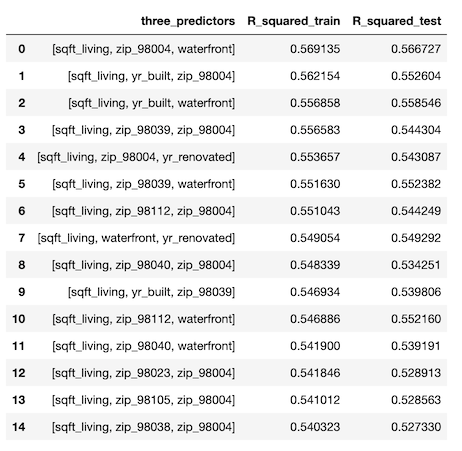 three_predictors R_squared_train R_squared_test
0 [sqft_living, zip_98004, waterfront] 0.569135 0.566727
1 [sqft_living, yr_built, zip_98004] 0.562154 0.552604
2 [sqft_living, yr_built, waterfront] 0.556858 0.558546
3 [sqft_living, zip_98039, zip_98004] 0.556583 0.544304
4 [sqft_living, zip_98004, yr_renovated] 0.553657 0.543087
5 [sqft_living, zip_98039, waterfront] 0.551630 0.552382
6 [sqft_living, zip_98112, zip_98004] 0.551043 0.544249
7 [sqft_living, waterfront, yr_renovated] 0.549054 0.549292
8 [sqft_living, zip_98040, zip_98004] 0.548339 0.534251
9 [sqft_living, yr_built, zip_98039] 0.546934 0.539806
10 [sqft_living, zip_98112, waterfront] 0.546886 0.552160
11 [sqft_living, zip_98040, waterfront] 0.541900 0.539191
12 [sqft_living, zip_98023, zip_98004] 0.541846 0.528913
13 [sqft_living, zip_98105, zip_98004] 0.541012 0.528563
14 [sqft_living, zip_98038, zip_98004] 0.540323 0.527330